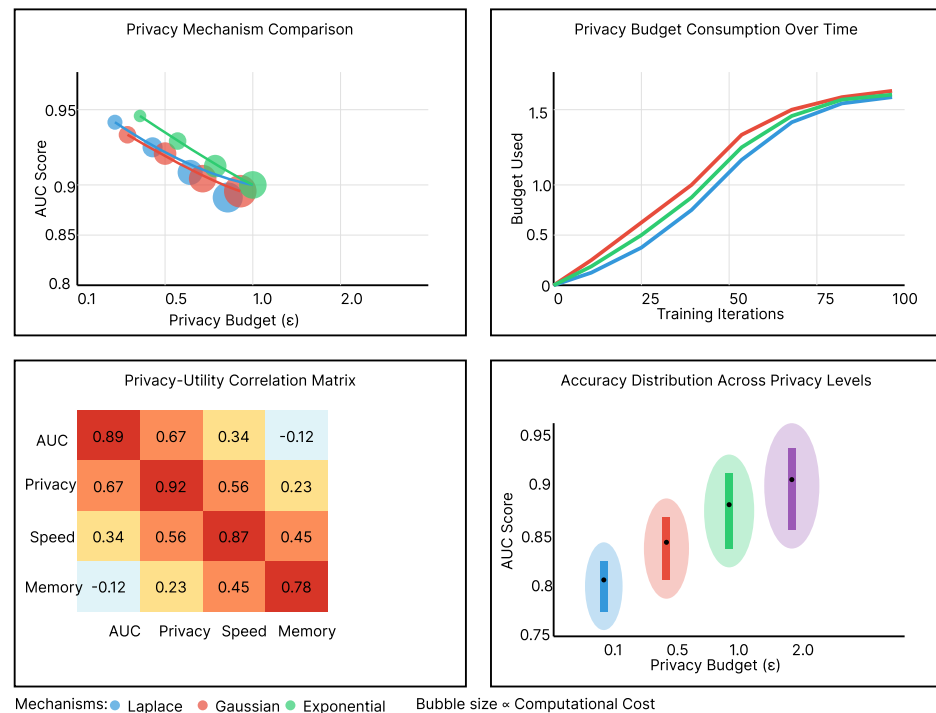 Privacy Mechanism Comparison
AUC Score
0.95
0.9
0.85
0.8
0.1 0.5 1.0 2.0
Privacy Budget (ε)
Privacy Budget Consumption Over Time
Budget Used
1.5
1.0
0.5
0
0 25 50 75 100
Training Iterations
Privacy-Utility Correlation Matrix
AUC 0.89 0.67 0.34 -0.12
Privacy 0.67 0.92 0.56 0.23
Speed 0.34 0.56 0.87 0.45
Memory -0.12 0.23 0.45 0.78
AUC Privacy Speed Memory
Accuracy Distribution Across Privacy Levels
AUC Score
0.95
0.9
0.85
0.8
0.75
0.1 0.5 1.0 2.0
Privacy Budget (ε)
Mechanisms: Laplace Gaussian Exponential Bubble size ∝ Computational Cost